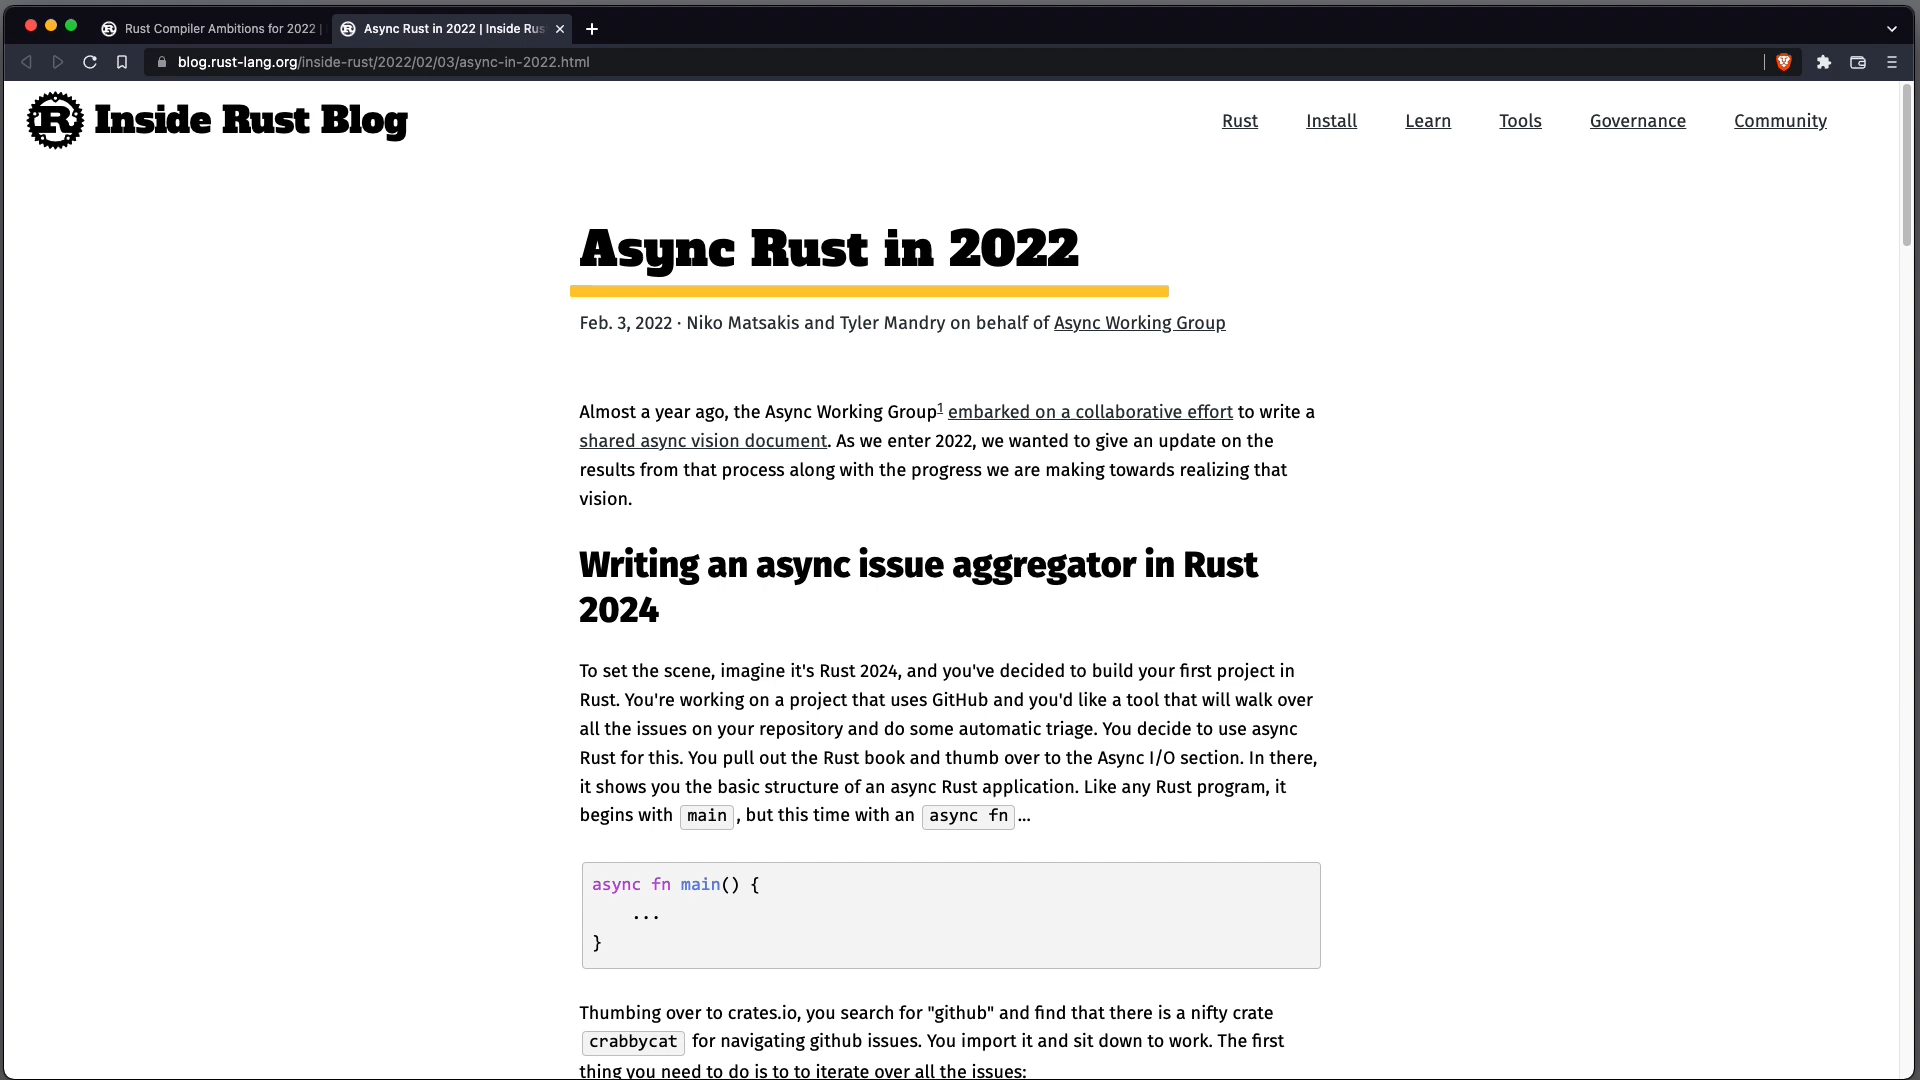 Rust Compiler Ambitions for 2022 |
Async Rust in 2022 | Inside Rus
blog.rust-lang.org/inside-rust/2022/02/03/async-in-2022.html
Inside Rust Blog
Rust Install Learn Tools Governance Community
Async Rust in 2022
Feb. 3, 2022 · Niko Matsakis and Tyler Mandry on behalf of Async Working Group
Almost a year ago, the Async Working Group1 embarked on a collaborative effort to write a
shared async vision document. As we enter 2022, we wanted to give an update on the
results from that process along with the progress we are making towards realizing that
vision.
Writing an async issue aggregator in Rust
2024
To set the scene, imagine it's Rust 2024, and you've decided to build your first project in
Rust. You're working on a project that uses GitHub and you'd like a tool that will walk over
all the issues on your repository and do some automatic triage. You decide to use async
Rust for this. You pull out the Rust book and thumb over to the Async I/O section. In there,
it shows you the basic structure of an async Rust application. Like any Rust program, it
begins with main, but this time with an async fn...
async fn main() {
    ...
}
Thumbing over to crates.io, you search for "github" and find that there is a nifty crate
crabbycat for navigating github issues. You import it and sit down to work. The first
thing you need to do is to to iterate over all the issues: